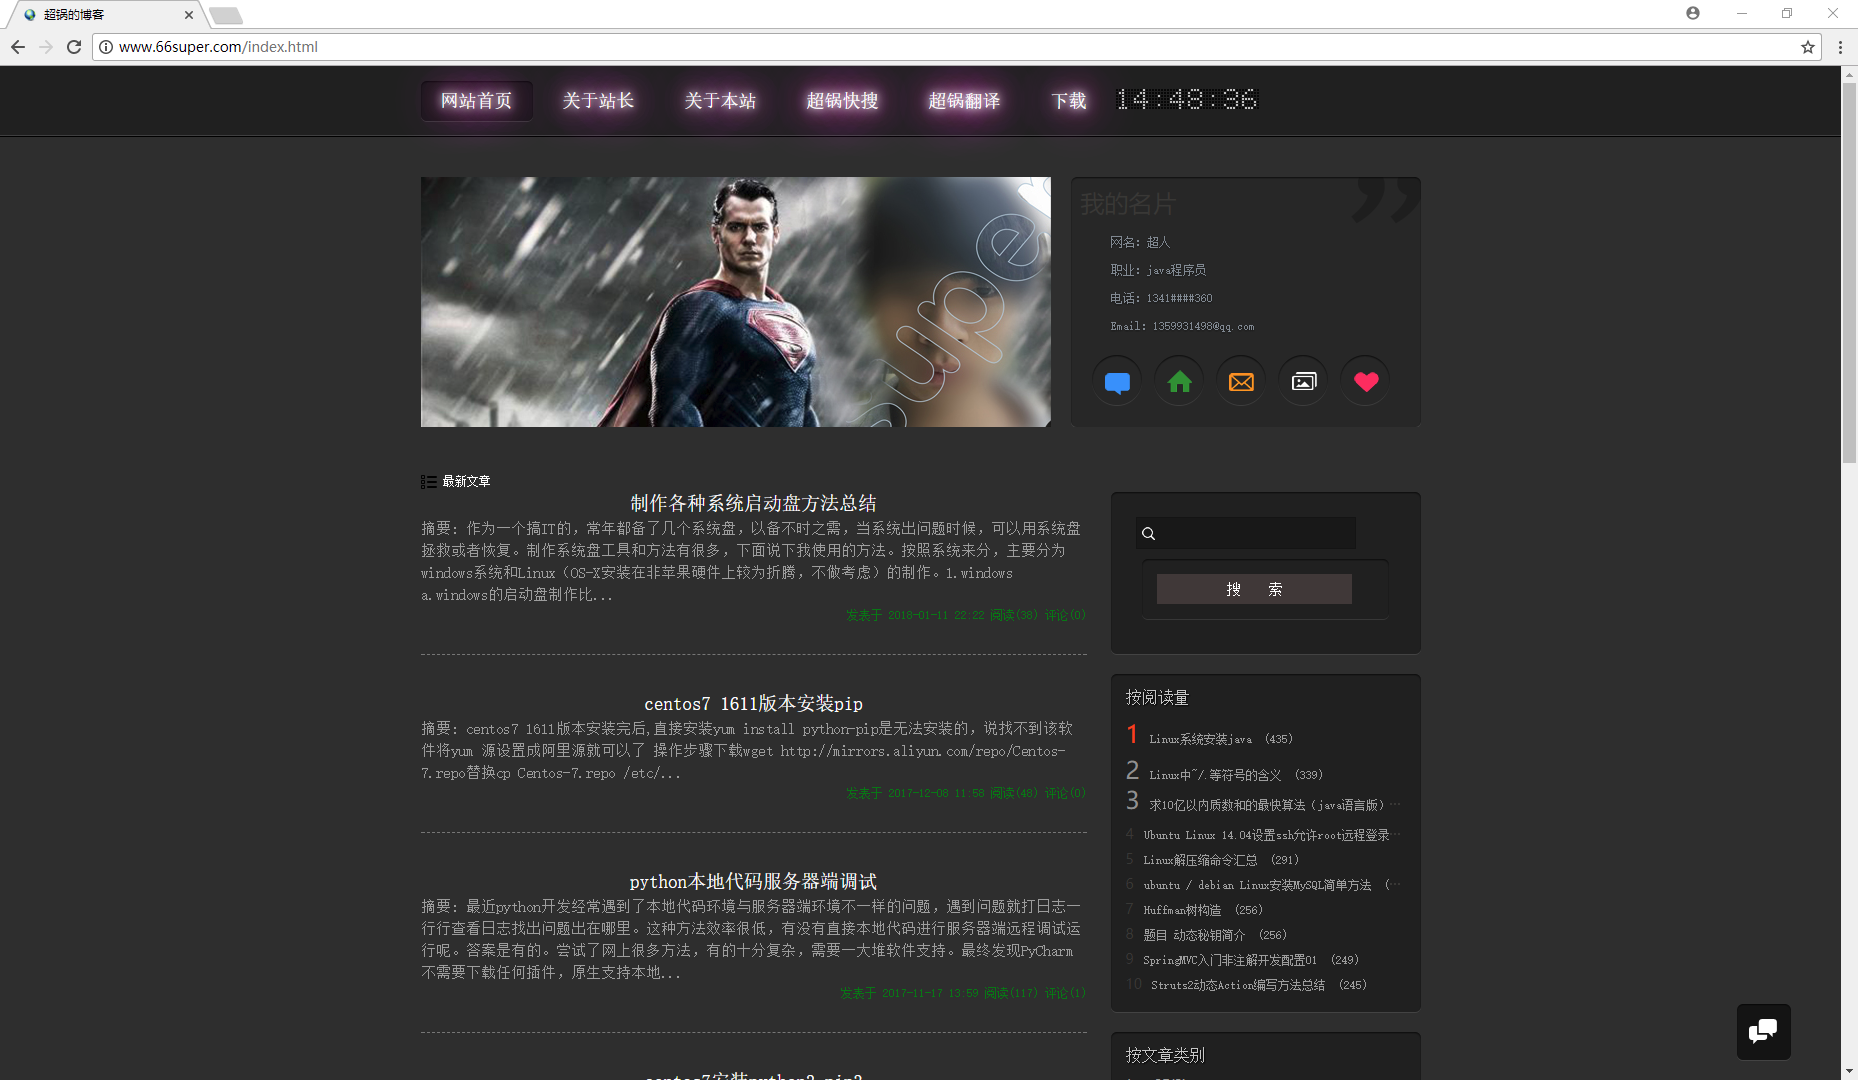 超锅的博客
www.66super.com/index.html
网站首页 关于站长 关于本站 超锅快搜 超锅翻译 下载 14:48:36
super
我的名片
网名: 超人
职业: java程序员
电话: 1341####360
Email: 1359931498@qq.com
最新文章
制作各种系统启动盘方法总结
摘要: 作为一个搞IT的，常年都备了几个系统盘，以备不时之需，当系统出问题时候，可以用系统盘
拯救或者恢复。制作系统盘工具和方法有很多，下面说下我使用的方法。按照系统来分，主要分为
windows系统和Linux（OS-X安装在非苹果硬件上较为折腾，不做考虑）的制作。1.windows
a.windows的启动盘制作比...
发表于 2018-01-11 22:22 阅读(38) 评论(0)
centos7 1611版本安装pip
摘要: centos7 1611版本安装完后,直接安装yum install python-pip是无法安装的，说找不到该软
件将yum 源设置成阿里源就可以了 操作步骤下载wget http://mirrors.aliyun.com/repo/Centos-
7.repo替换cp Centos-7.repo /etc/...
发表于 2017-12-08 11:58 阅读(48) 评论(0)
python本地代码服务器端调试
摘要: 最近python开发经常遇到了本地代码环境与服务器端环境不一样的问题，遇到问题就打日志一
行行查看日志找出问题出在哪里。这种方法效率很低，有没有直接本地代码进行服务器端远程调试运
行呢。答案是有的。尝试了网上很多方法，有的十分复杂，需要一大堆软件支持。最终发现PyCharm
不需要下载任何插件，原生支持本地...
发表于 2017-11-17 13:59 阅读(117) 评论(1)
centos7安装python3 pip3
搜 索
按阅读量
1 Linux系统安装java (435)
2 Linux中~/.等符号的含义 (339)
3 求10亿以内质数和的最快算法（java语言版）...
4 Ubuntu Linux 14.04设置ssh允许root远程登录...
5 Linux解压缩命令汇总 (291)
6 ubuntu / debian Linux安装MySQL简单方法 (...
7 Huffman树构造 (256)
8 题目 动态秘钥简介 (256)
9 SpringMVC入门非注解开发配置01 (249)
10 Struts2动态Action编写方法总结 (245)
按文章类别